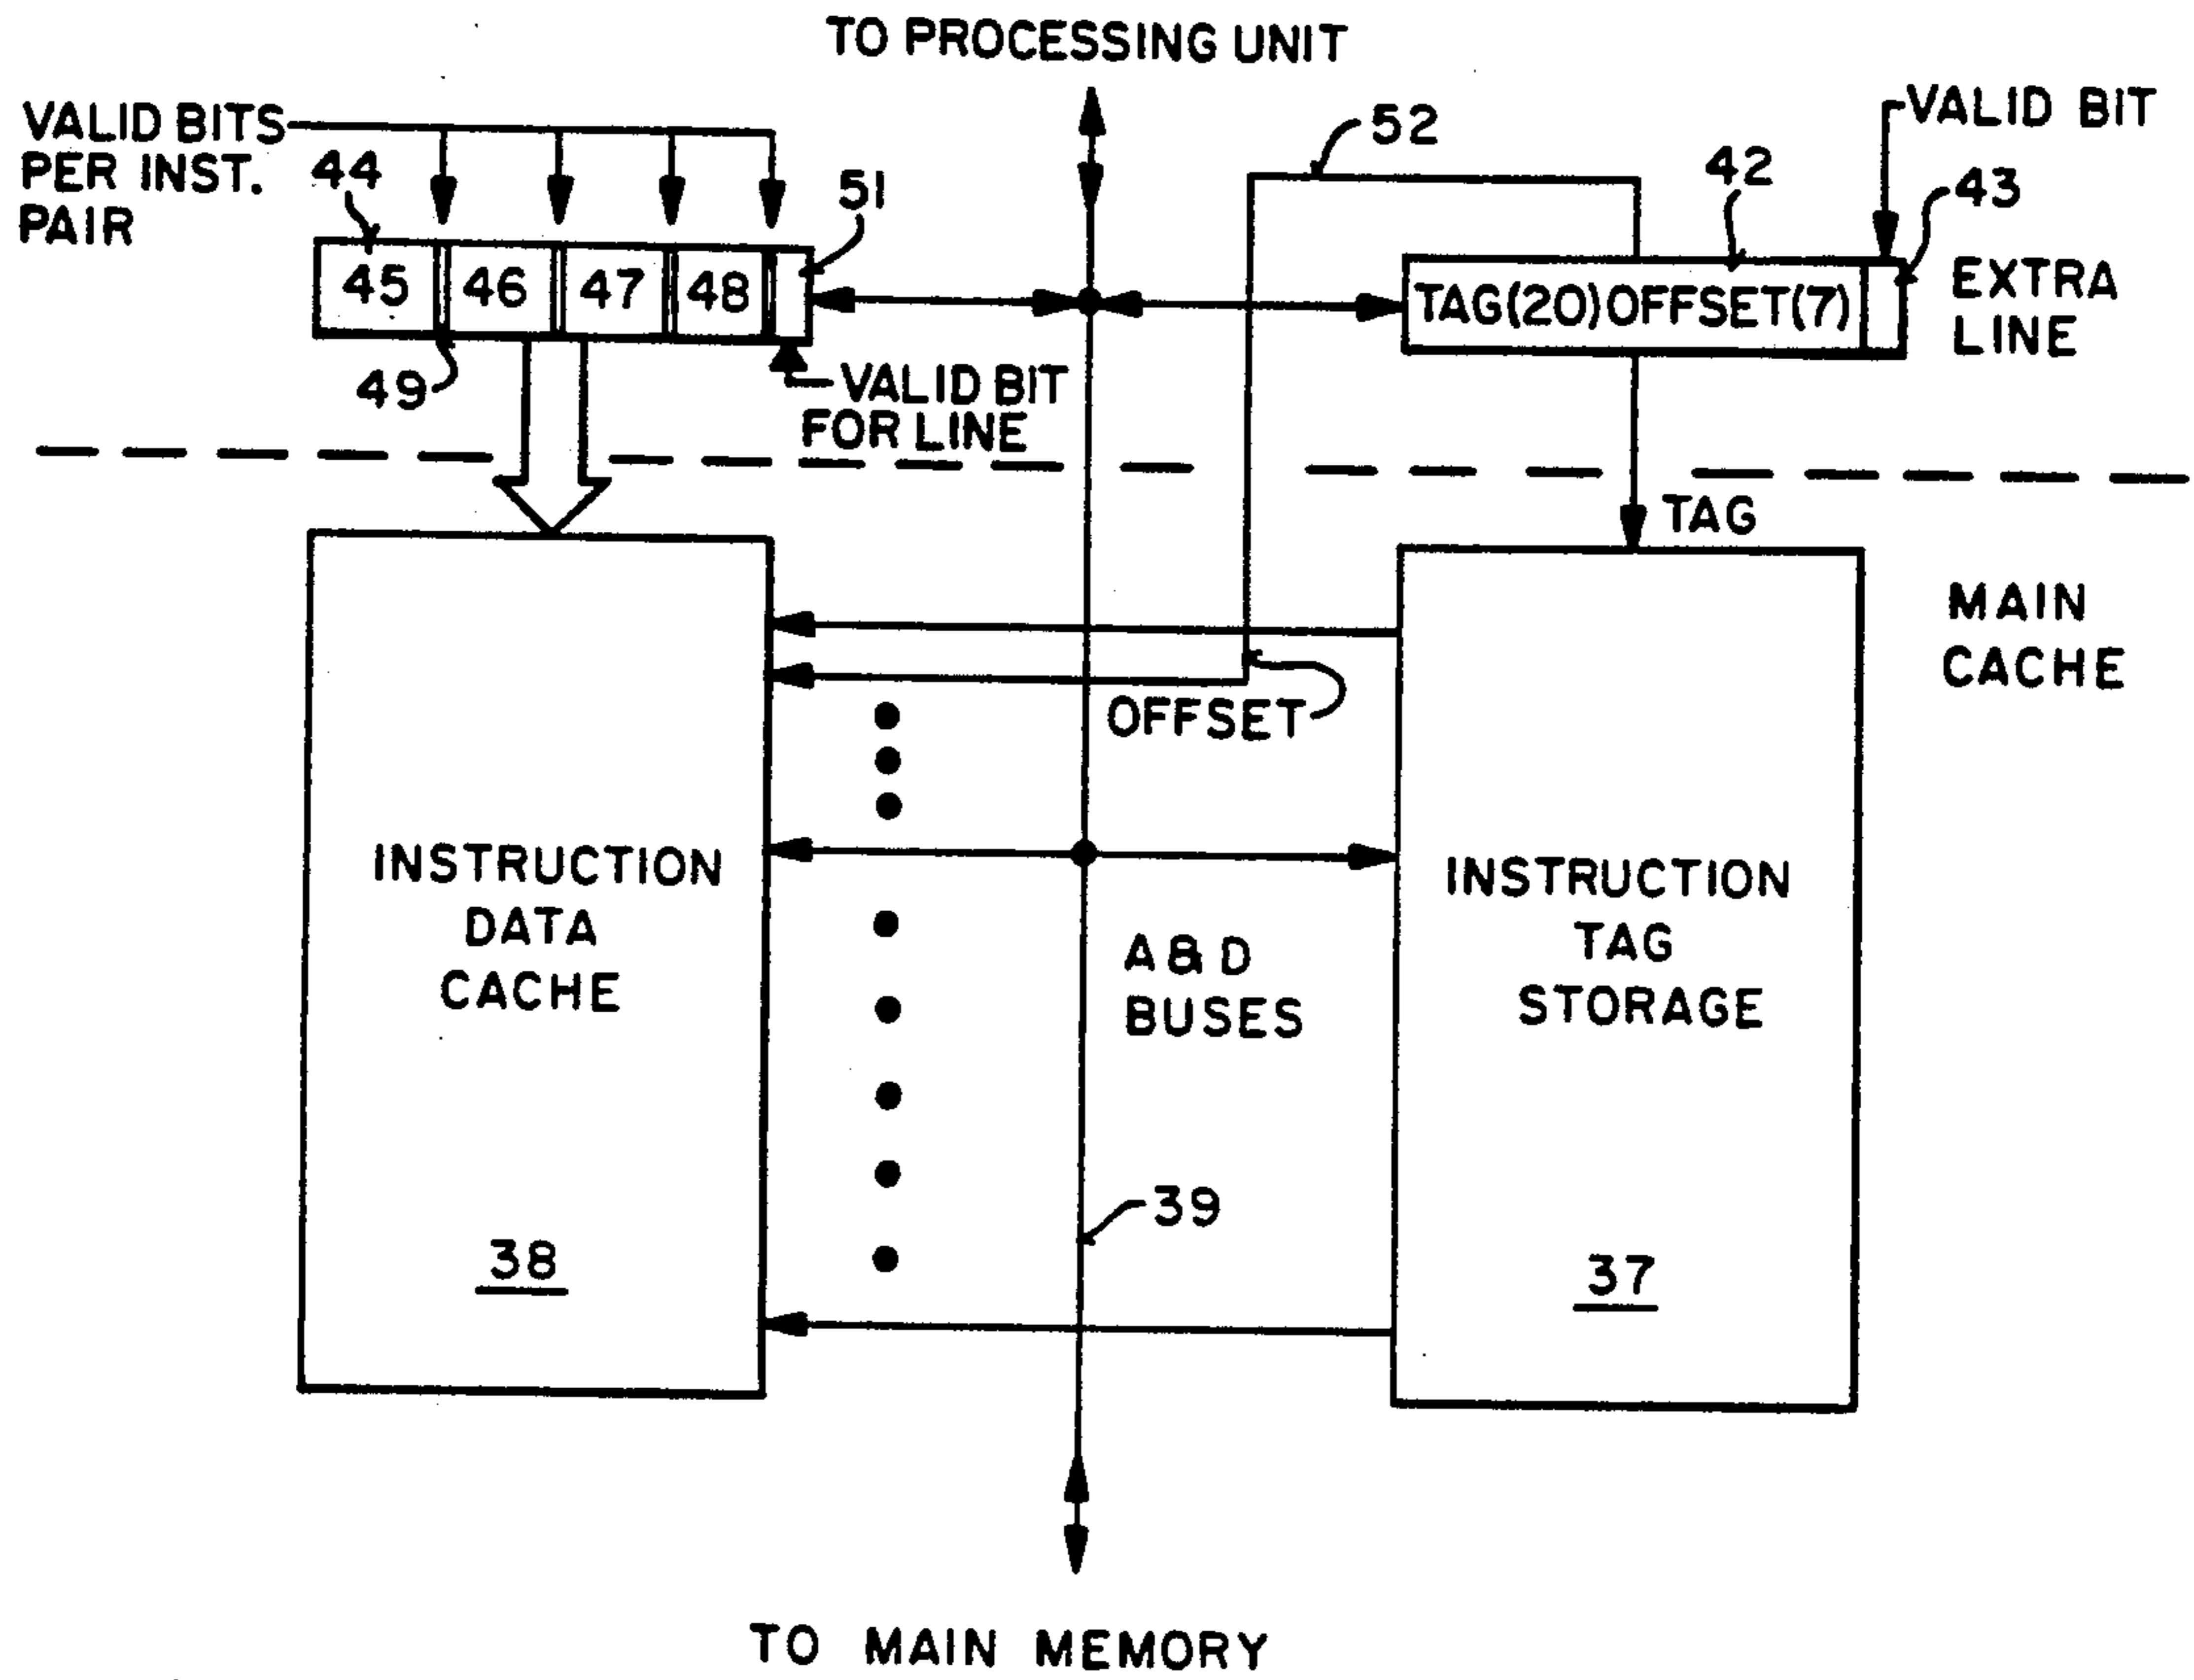 TO PROCESSING UNIT
VALID BITS
PER INST.
PAIR
44
51
52
42
VALID BIT
43
45 46 47 48
TAG(20)OFFSET(7)
EXTRA
LINE
49
VALID BIT
FOR LINE
TAG
MAIN
CACHE
OFFSET
INSTRUCTION
DATA
CACHE
A & D
BUSES
INSTRUCTION
TAG
STORAGE
39
38
37
TO MAIN MEMORY